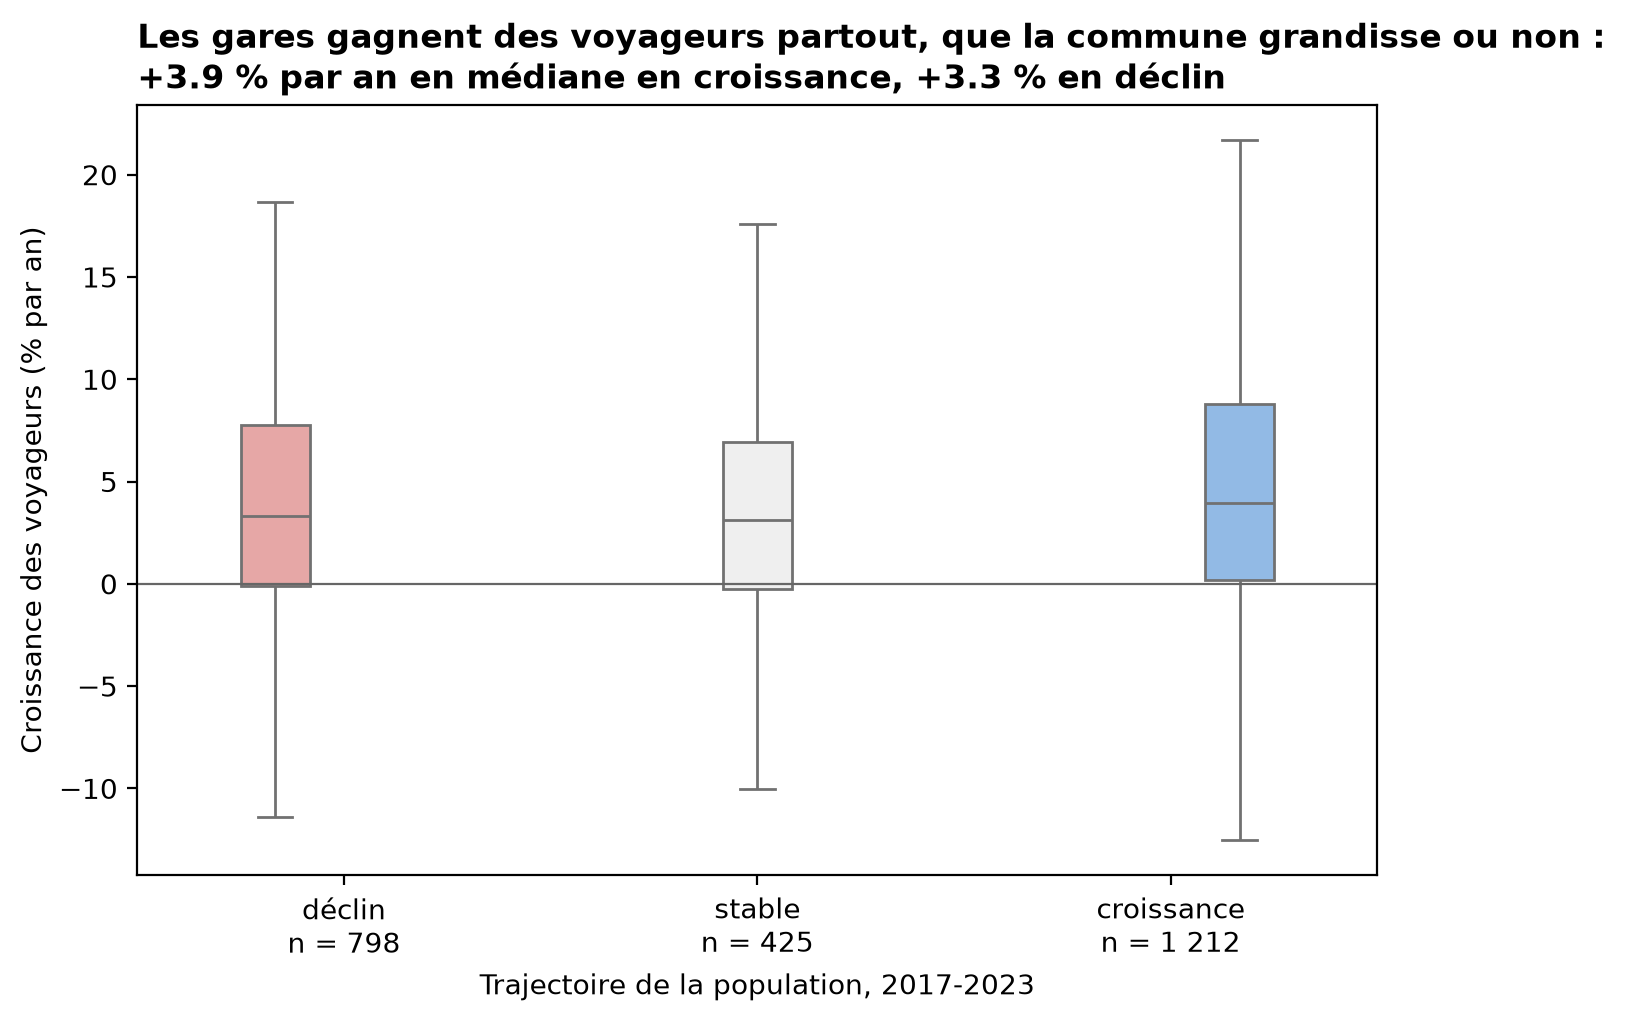 Les gares gagnent des voyageurs partout, que la commune grandisse ou non :
+3.9 % par an en médiane en croissance, +3.3 % en déclin
Croissance des voyageurs (% par an)
20
15
10
5
0
−5
−10
déclin
n = 798
stable
n = 425
croissance
n = 1 212
Trajectoire de la population, 2017-2023